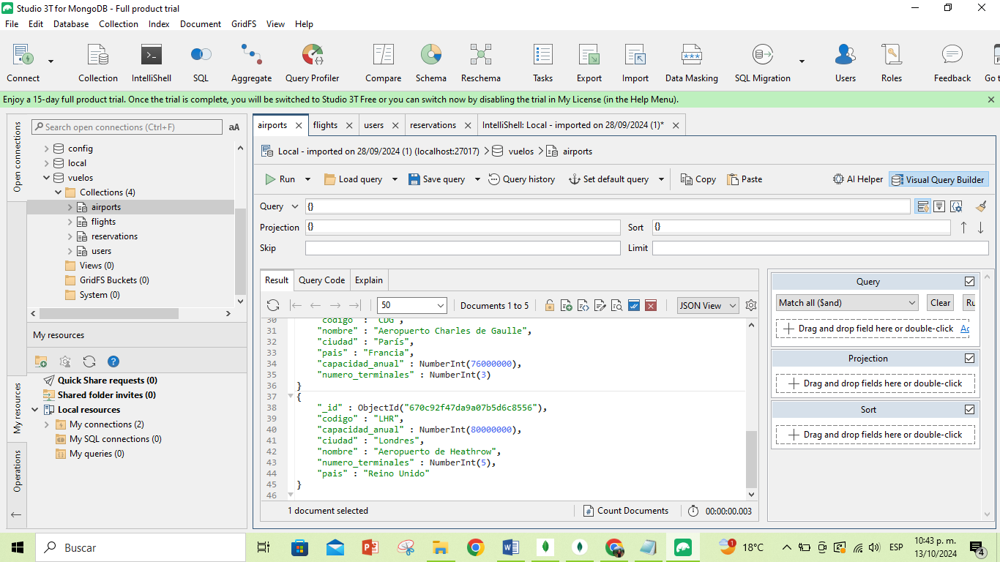 Studio 3T for MongoDB - Full product trial
File Edit Database Collection Index Document GridFS View Help
Connect Collection IntelliShell SQL Aggregate Query Profiler Compare Schema Reschema Tasks Export Import Data Masking SQL Migration Users Roles Feedback Go t
Enjoy a 15-day full product trial. Once the trial is complete, you will be switched to Studio 3T Free or you can switch now by disabling the trial in My License (in the Help Menu).
Open connections
Search open connections (Ctrl+F) aA
config
local
vuelos
Collections (4)
airports
flights
reservations
users
Views (0)
GridFS Buckets (0)
System (0)
My resources
My resources
Operations
Quick Share requests (0)
Shared folder invites (0)
Local resources
My connections (2)
My SQL connections (0)
My queries (0)
airports flights users reservations IntelliShell: Local - imported on 28/09/2024 (1)*
Local - imported on 28/09/2024 (1) (localhost:27017) vuelos airports
Run Load query Save query Query history Set default query Copy Paste AI Helper Visual Query Builder
Query {}
Projection {} Sort {}
Skip Limit
Result Query Code Explain
50 Documents 1 to 5 JSON View
30 "codigo" : "CDG",
31 "nombre" : "Aeropuerto Charles de Gaulle",
32 "ciudad" : "París",
33 "pais" : "Francia",
34 "capacidad_anual" : NumberInt(76000000),
35 "numero_terminales" : NumberInt(3)
36 }
37 {
38 "_id" : ObjectId("670c92f47da9a07b5d6c8556"),
39 "codigo" : "LHR",
40 "capacidad_anual" : NumberInt(80000000),
41 "ciudad" : "Londres",
42 "nombre" : "Aeropuerto de Heathrow",
43 "numero_terminales" : NumberInt(5),
44 "pais" : "Reino Unido"
45 }
46
1 document selected Count Documents 00:00:00.003
Query
Match all ($and) Clear Ru
Drag and drop field here or double-click Ac
Projection
Drag and drop fields here or double-click
Sort
Drag and drop fields here or double-click
Buscar
1 18°C ESP 10:43 p. m.
13/10/2024 4